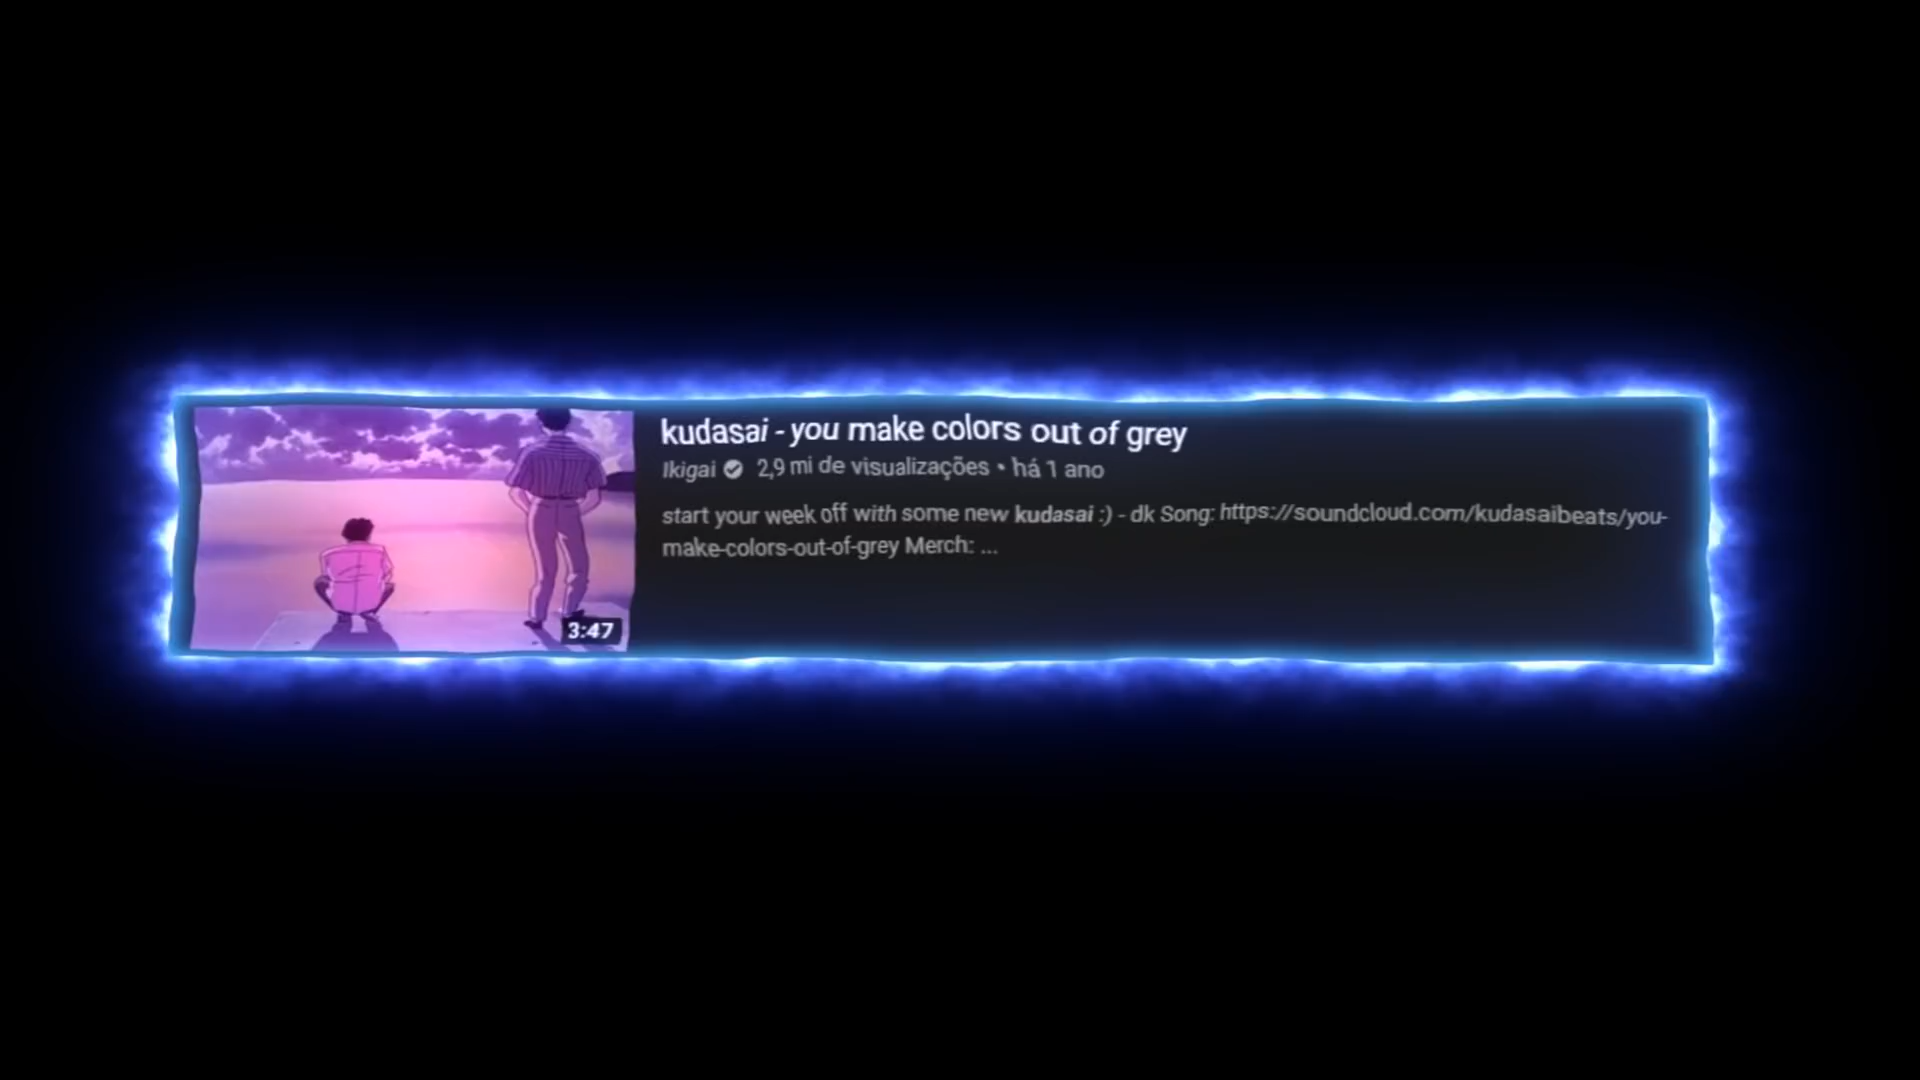 kudasai - you make colors out of grey
Ikigai 2,9 mi de visualizações • há 1 ano
start your week off with some new kudasai :) - dk Song: https://soundcloud.com/kudasaibeats/you-
make-colors-out-of-grey Merch: ...
3:47